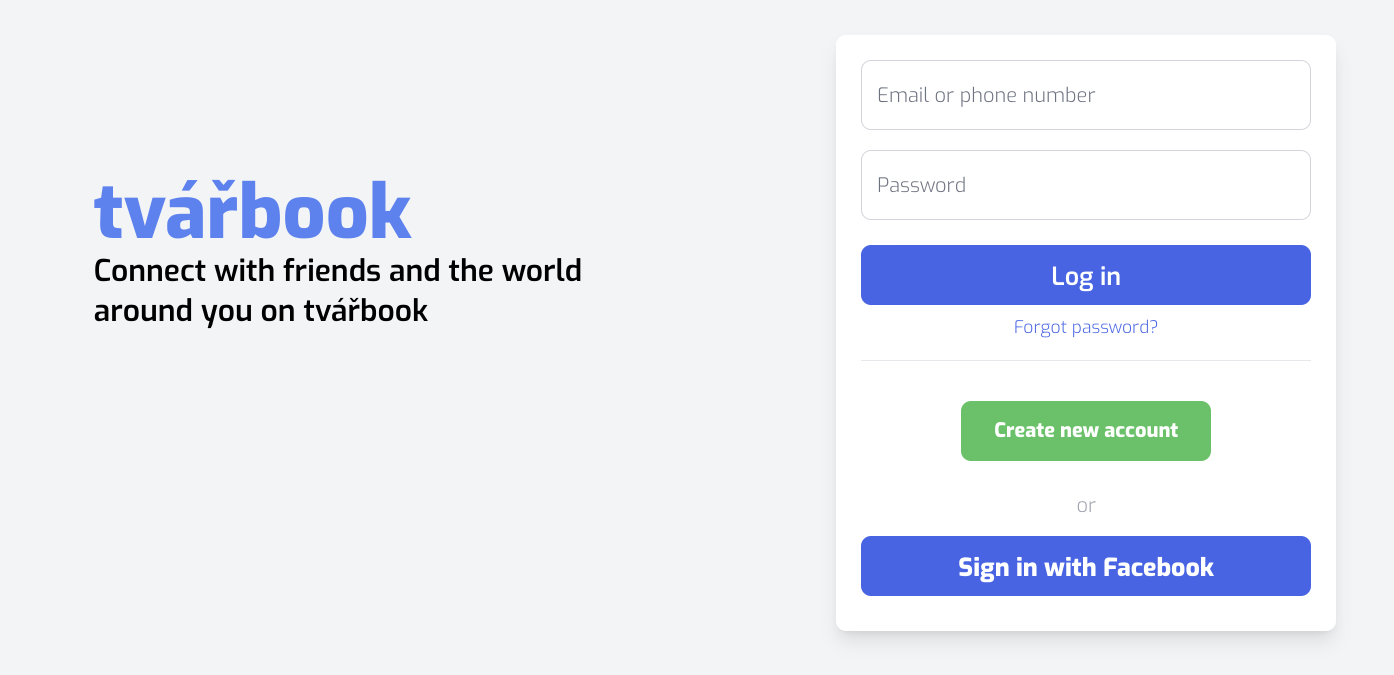 tvářbook
Connect with friends and the world
around you on tvářbook
Email or phone number
Password
Log in
Forgot password?
Create new account
or
Sign in with Facebook